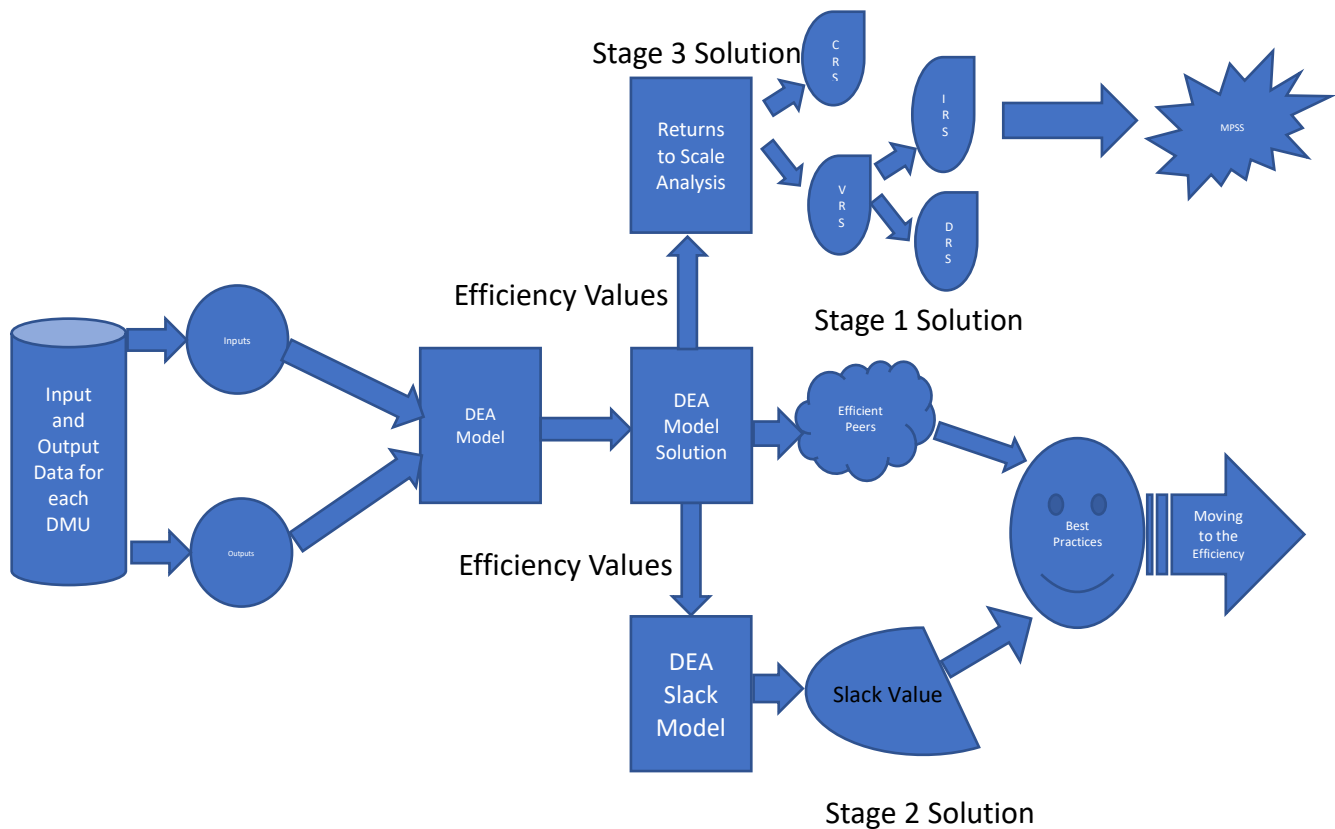 Stage 3 Solution
C
R
S
I
R
S
MPSS
Returns
to Scale
Analysis
V
R
S
D
R
S
Efficiency Values
Stage 1 Solution
Input
and
Output
Data for
each
DMU
Inputs
Outputs
DEA
Model
DEA
Model
Solution
Efficient
Peers
Best
Practices
Moving
to the
Efficiency
Efficiency Values
DEA
Slack
Model
Slack Value
Stage 2 Solution